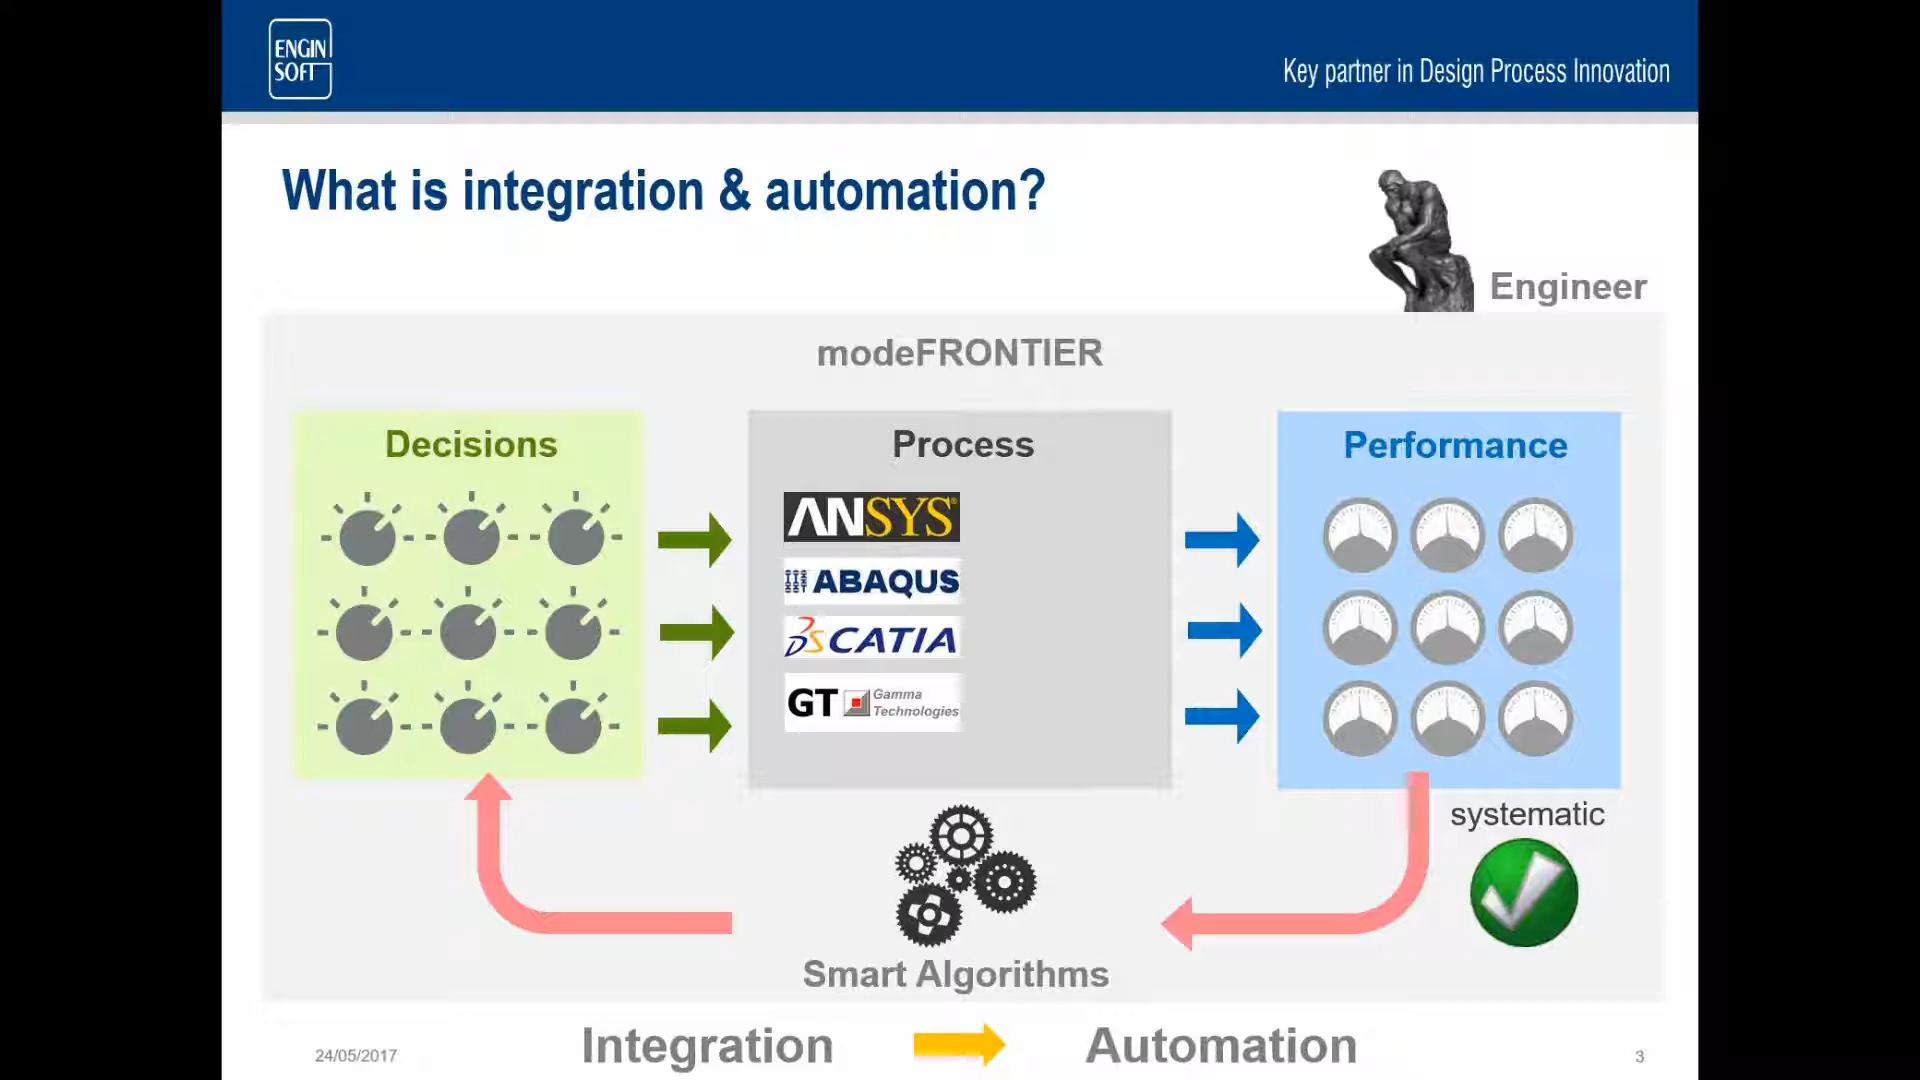 ENGIN
SOFT
Key partner in Design Process Innovation
What is integration & automation?
Engineer
modeFRONTIER
Decisions
Process
Performance
ANSYS®
ABAQUS
DS CATIA
GT Gamma
Technologies
systematic
Smart Algorithms
24/05/2017
Integration
Automation
3